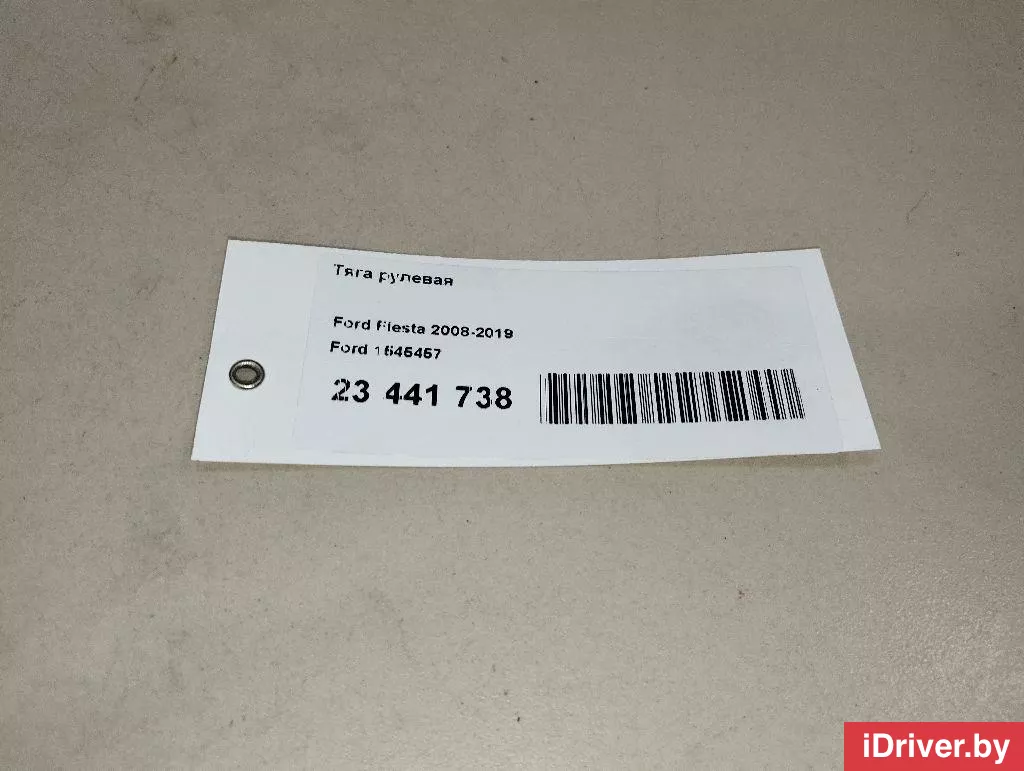 Тяга рулевая
Ford Fiesta 2008-2019
Ford 1545457
23 441 738
iDriver.by